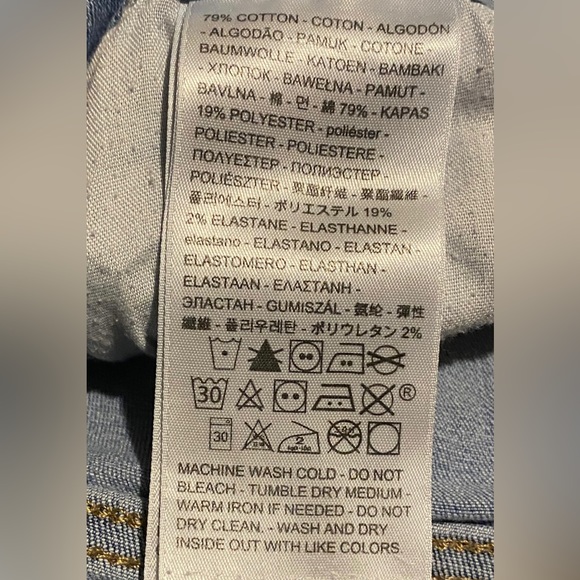 79% COTTON - COTON - ALGODÓN
- ALGODÃO - PAMUK - COTONE -
BAUMWOLLE - KATOEN - BAMBAKI
- ХЛОПОК - BAWEŁNA - PAMUT -
BAVLNA - 棉 - 면 - 綿 79% - KAPAS
19% POLYESTER - poliéster -
POLIESTER - POLIESTERE -
ΠΟΛΥΕΣΤΕΡ - ПОЛИЭСТЕР -
POLIÉSZTER - 聚酯纤维 - 聚酯纖維 -
폴리에스터 - ポリエステル 19%
2% ELASTANE - ELASTHANNE -
elastano - ELASTANO - ELASTAN -
ELASTOMERO - ELASTHAN -
ELASTAAN - ΕΛΑΣΤΑΝΗ -
ЭЛАСТАН - GUMISZÁL - 氨纶 - 彈性
纖維 - 폴리우레탄 - ポリウレタン 2%
30
®
30
2
MACHINE WASH COLD - DO NOT
BLEACH - TUMBLE DRY MEDIUM -
WARM IRON IF NEEDED - DO NOT
DRY CLEAN. - WASH AND DRY
INSIDE OUT WITH LIKE COLORS.